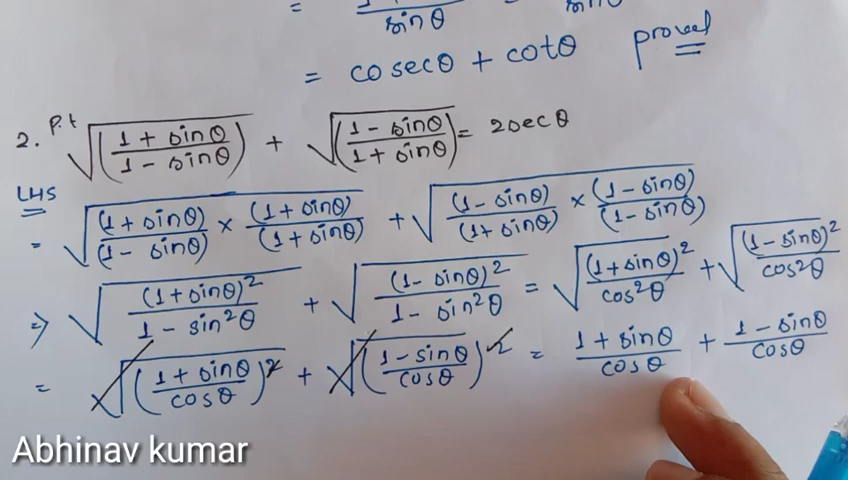 = 1+ / sinθ sinθ
= cosecθ + cotθ proved
2. P.t √((1 + sinθ)/(1 - sinθ)) + √((1 - sinθ)/(1 + sinθ)) = 2secθ
LHS
= √((1 + sinθ)/(1 - sinθ) × (1 + sinθ)/(1 + sinθ)) + √((1 - sinθ)/(1 + sinθ) × (1 - sinθ)/(1 - sinθ))
⇒ √((1 + sinθ)²/(1 - sin²θ)) + √((1 - sinθ)²/(1 - sin²θ)) = √((1 + sinθ)²/cos²θ) + √((1 - sinθ)²/cos²θ)
= √((1 + sinθ)/cosθ)² + √((1 - sinθ)/cosθ)² = (1 + sinθ)/cosθ + (1 - sinθ)/cosθ
Abhinav kumar